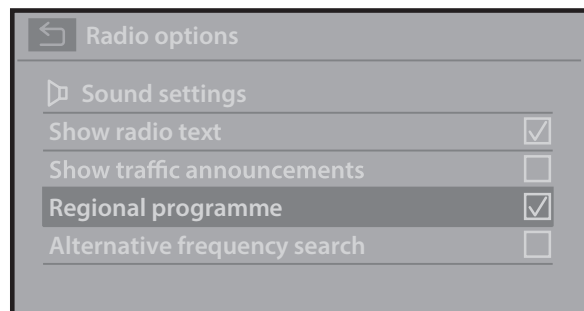 Radio options
Sound settings
Show radio text
Show traffic announcements
Regional programme
Alternative frequency search